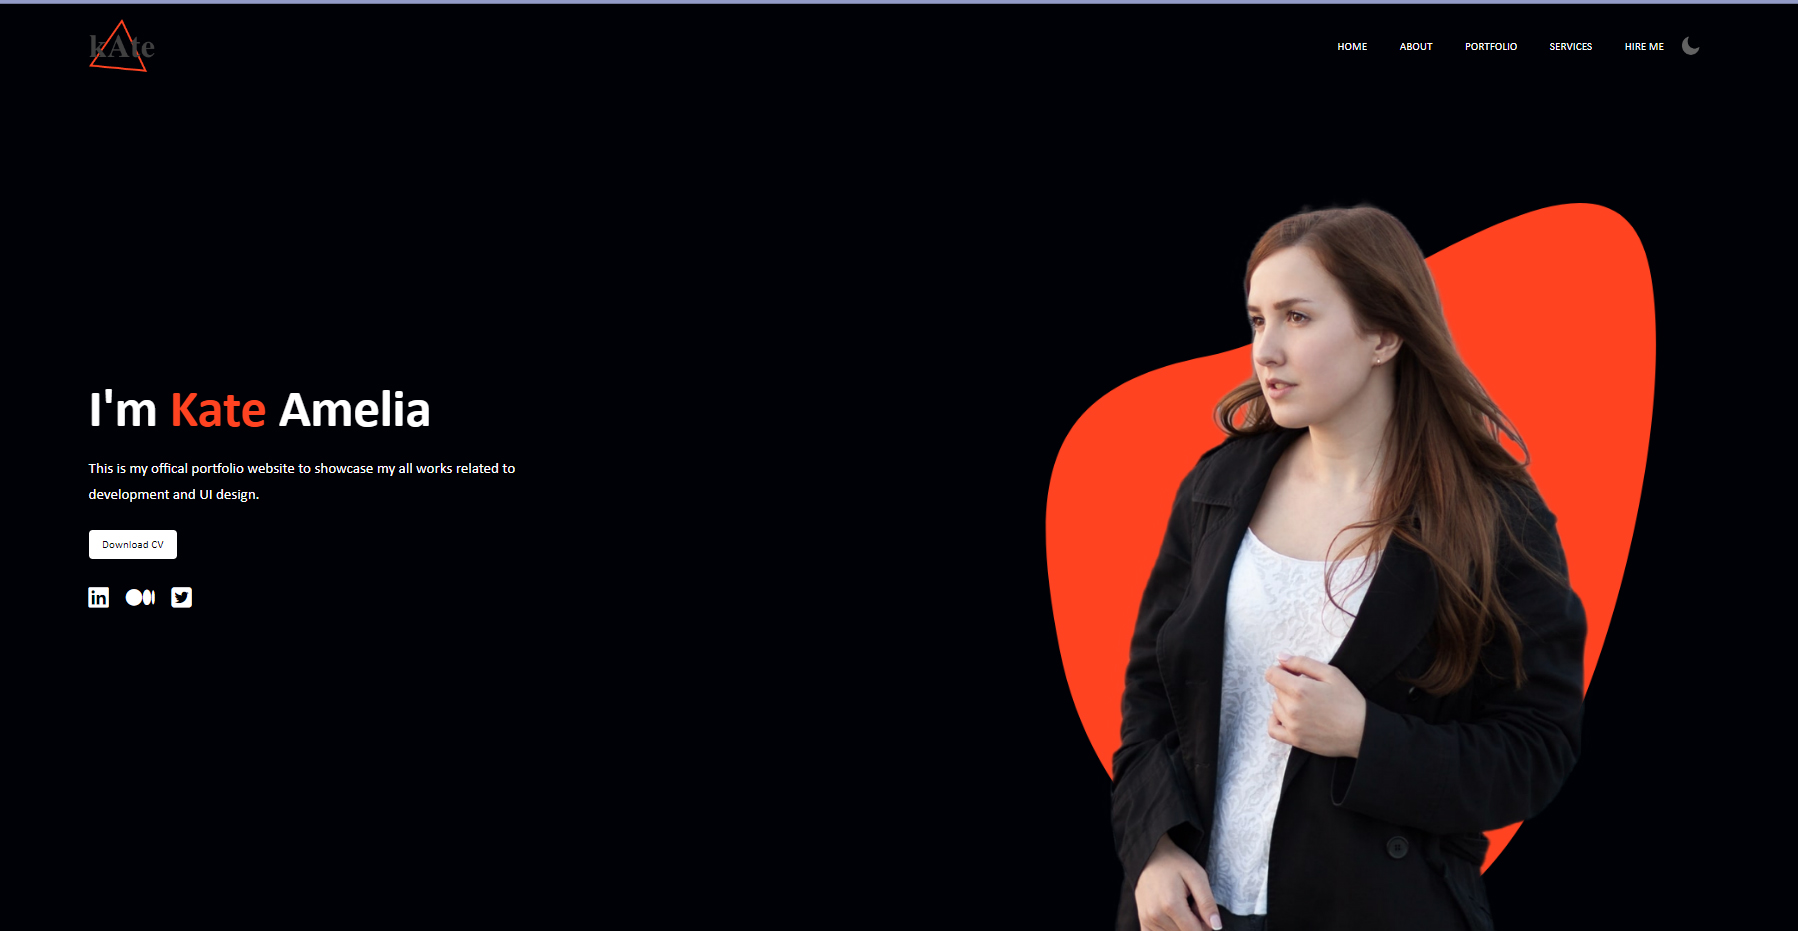 kAte
HOME ABOUT PORTFOLIO SERVICES HIRE ME
I'm Kate Amelia
This is my offical portfolio website to showcase my all works related to
development and UI design.
Download CV
in